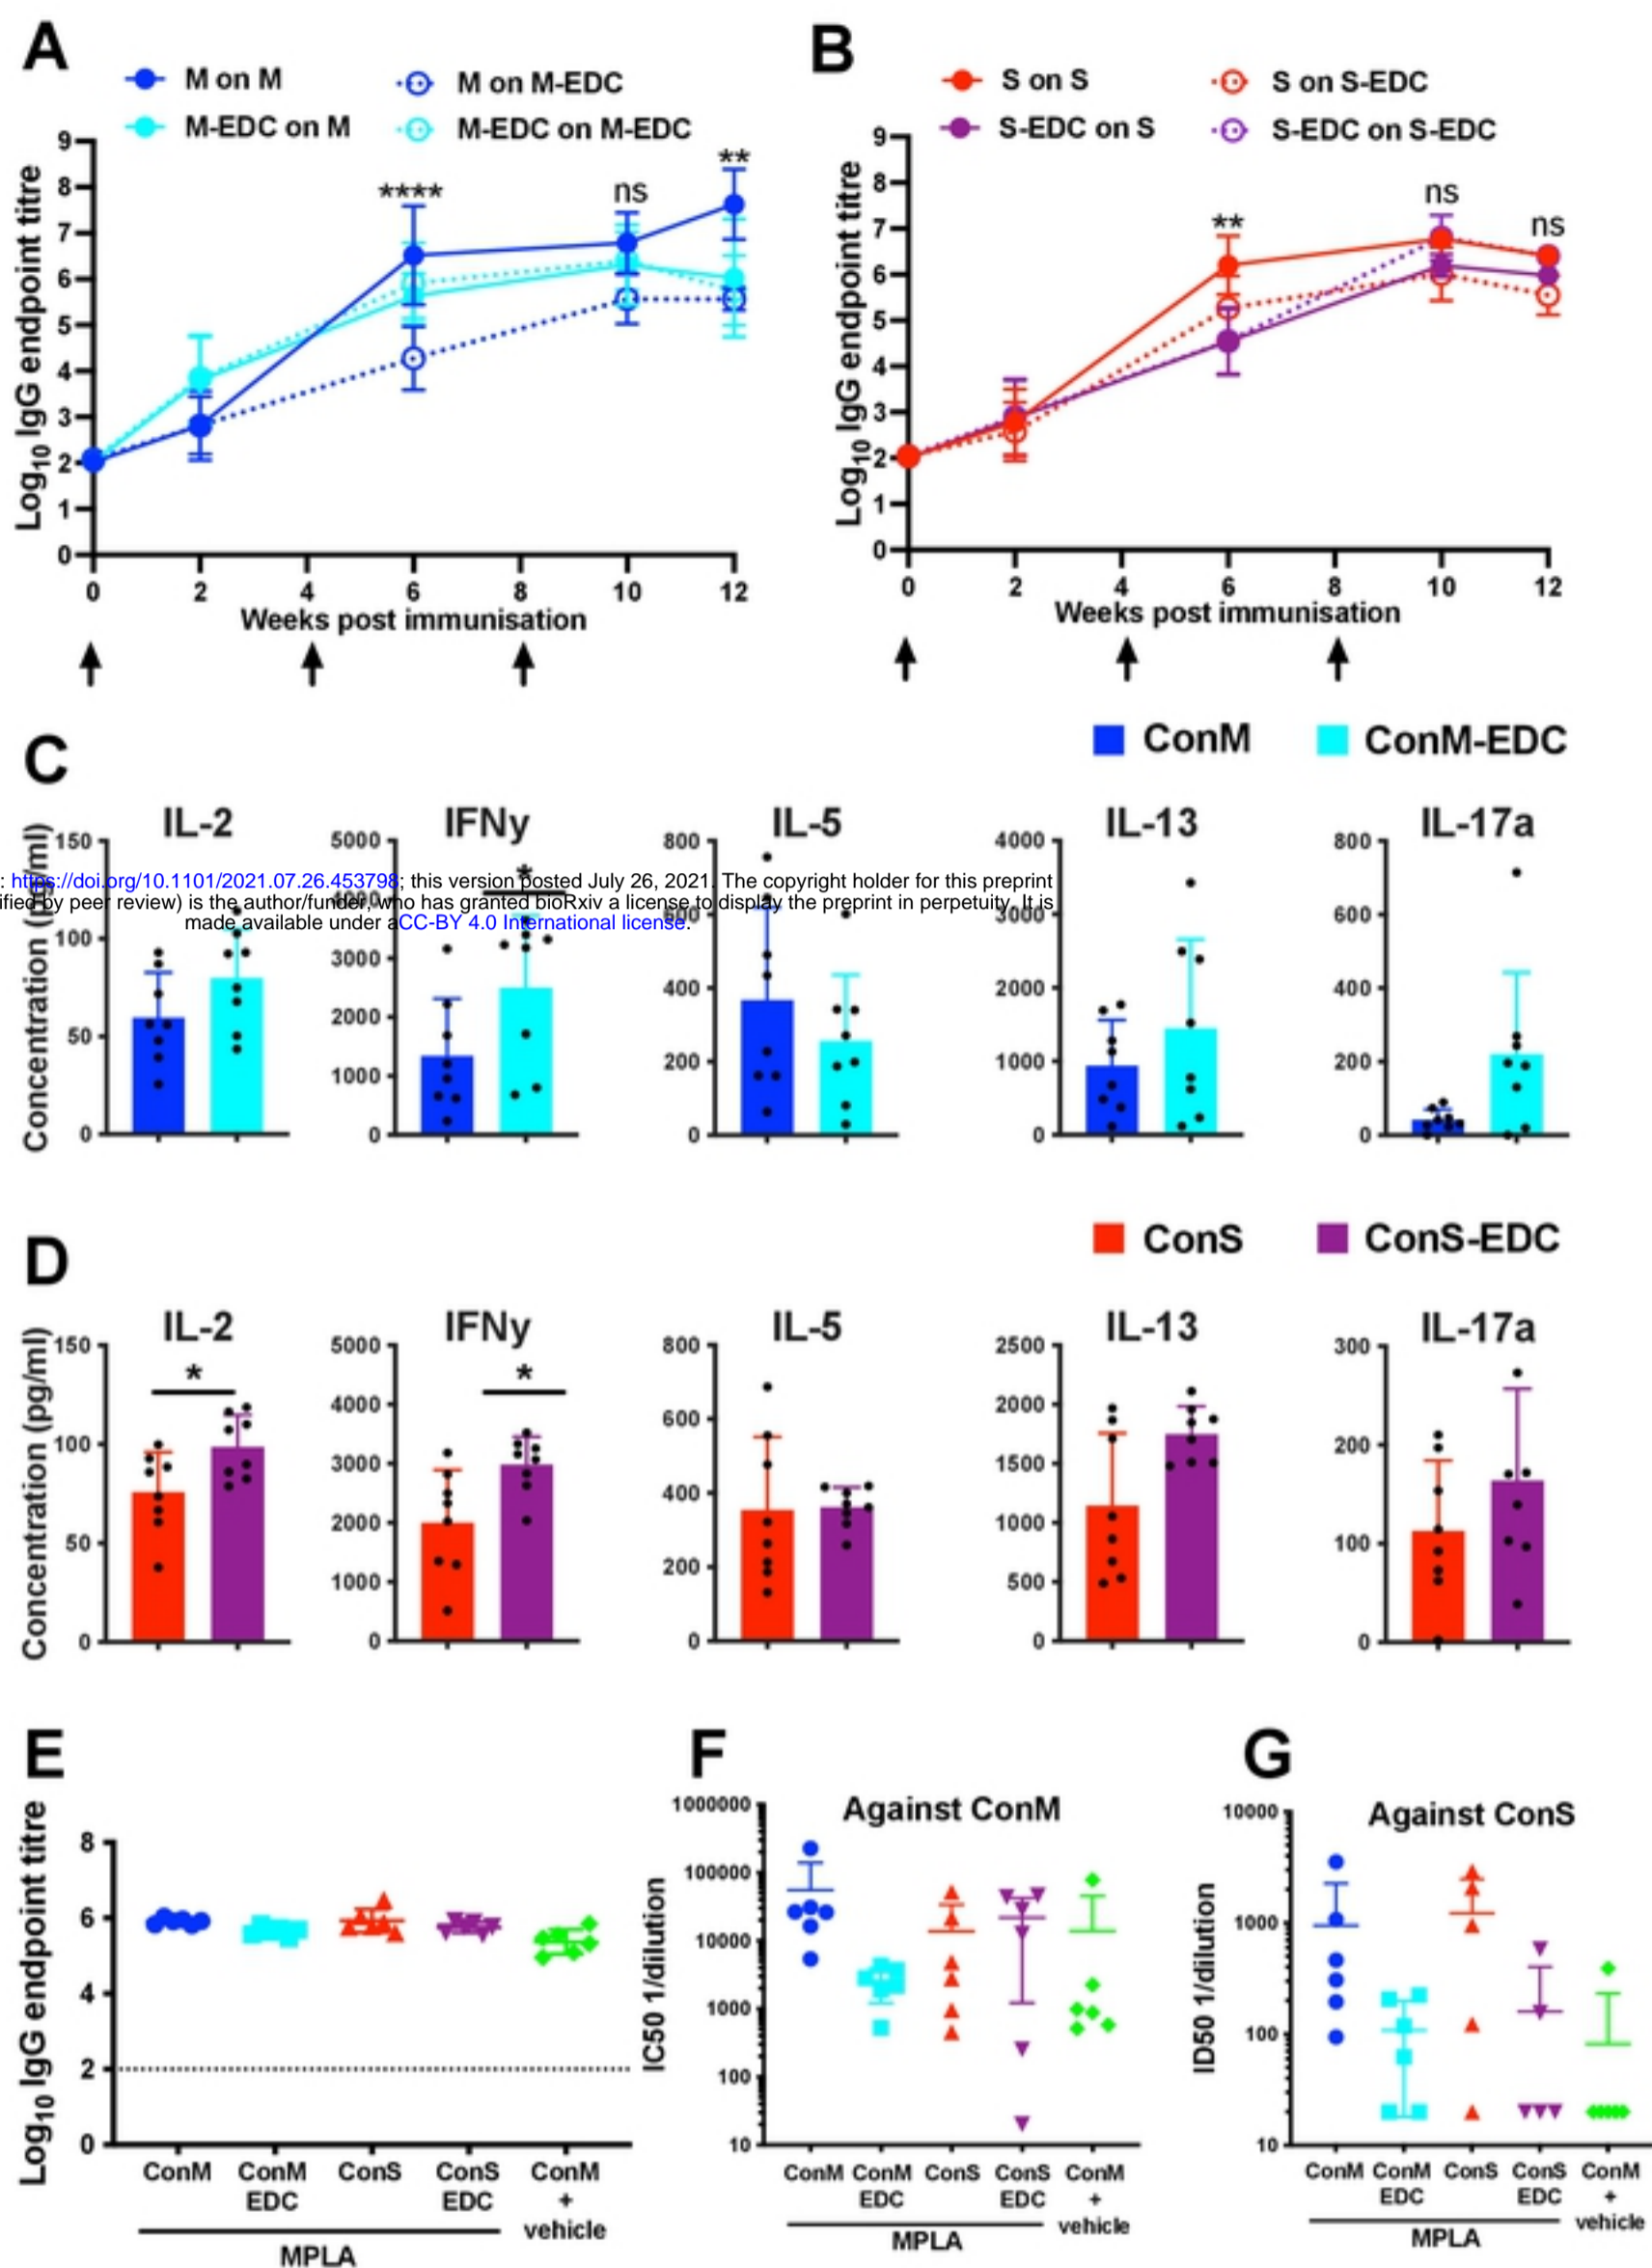 A
B
M on M
M on M-EDC
M-EDC on M
M-EDC on M-EDC
S on S
S on S-EDC
S-EDC on S
S-EDC on S-EDC
Log10 IgG endpoint titre
9
8
7
6
5
4
3
2
1
0
****
ns
**
0 2 4 6 8 10 12
Weeks post immunisation
Log10 IgG endpoint titre
9
8
7
6
5
4
3
2
1
0
**
ns
ns
0 2 4 6 8 10 12
Weeks post immunisation
C
ConM
ConM-EDC
Concentration (pg/ml)
IL-2
150
100
50
0
IFNy
5000
4000
3000
2000
1000
0
*
IL-5
800
600
400
200
0
IL-13
4000
3000
2000
1000
0
IL-17a
800
600
400
200
0
: https://doi.org/10.1101/2021.07.26.453798; this version posted July 26, 2021. The copyright holder for this preprint
ified by peer review) is the author/funder, who has granted bioRxiv a license to display the preprint in perpetuity. It is
made available under aCC-BY 4.0 International license.
D
ConS
ConS-EDC
Concentration (pg/ml)
IL-2
150
100
50
0
*
IFNy
5000
4000
3000
2000
1000
0
*
IL-5
800
600
400
200
0
IL-13
2500
2000
1500
1000
500
0
IL-17a
300
200
100
0
E
Log10 IgG endpoint titre
8
6
4
2
0
ConM
ConM EDC
ConS
ConS EDC
ConM + vehicle
MPLA
F
Against ConM
IC50 1/dilution
1000000
100000
10000
1000
100
10
ConM
ConM EDC
ConS
ConS EDC
ConM + vehicle
MPLA
G
Against ConS
ID50 1/dilution
10000
1000
100
10
ConM
ConM EDC
ConS
ConS EDC
ConM + vehicle
MPLA